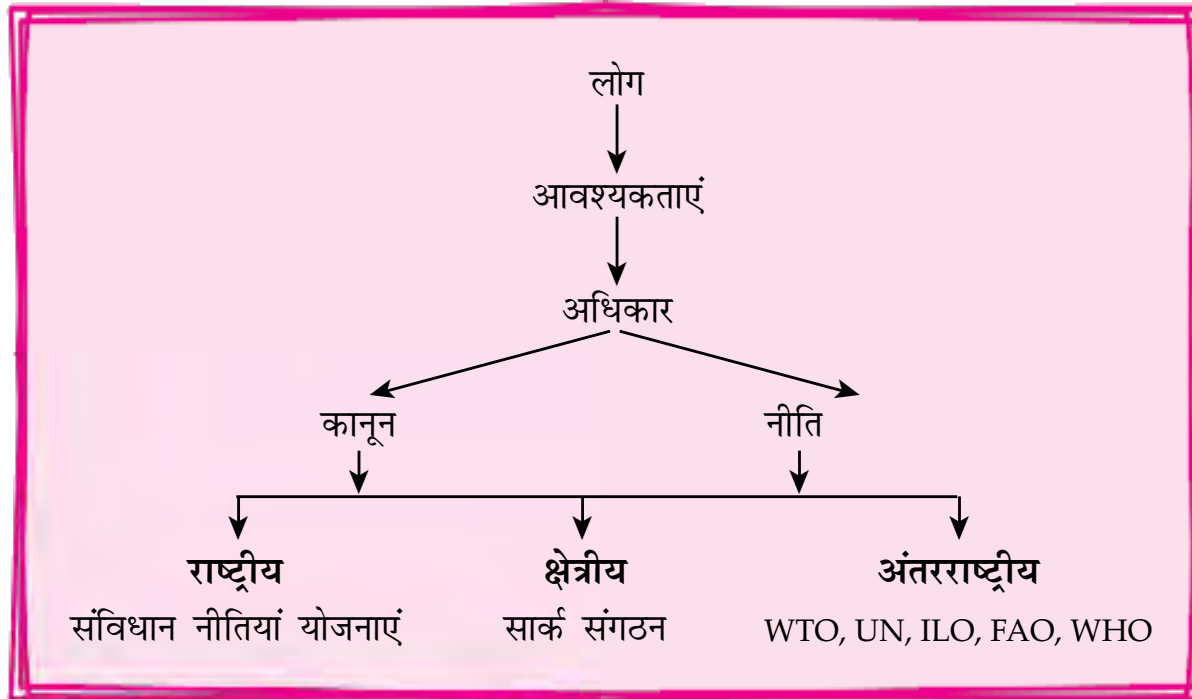 लोग
आवश्यकताएं
अधिकार
कानून नीति
राष्ट्रीय क्षेत्रीय अंतरराष्ट्रीय
संविधान नीतियां योजनाएं सार्क संगठन WTO, UN, ILO, FAO, WHO